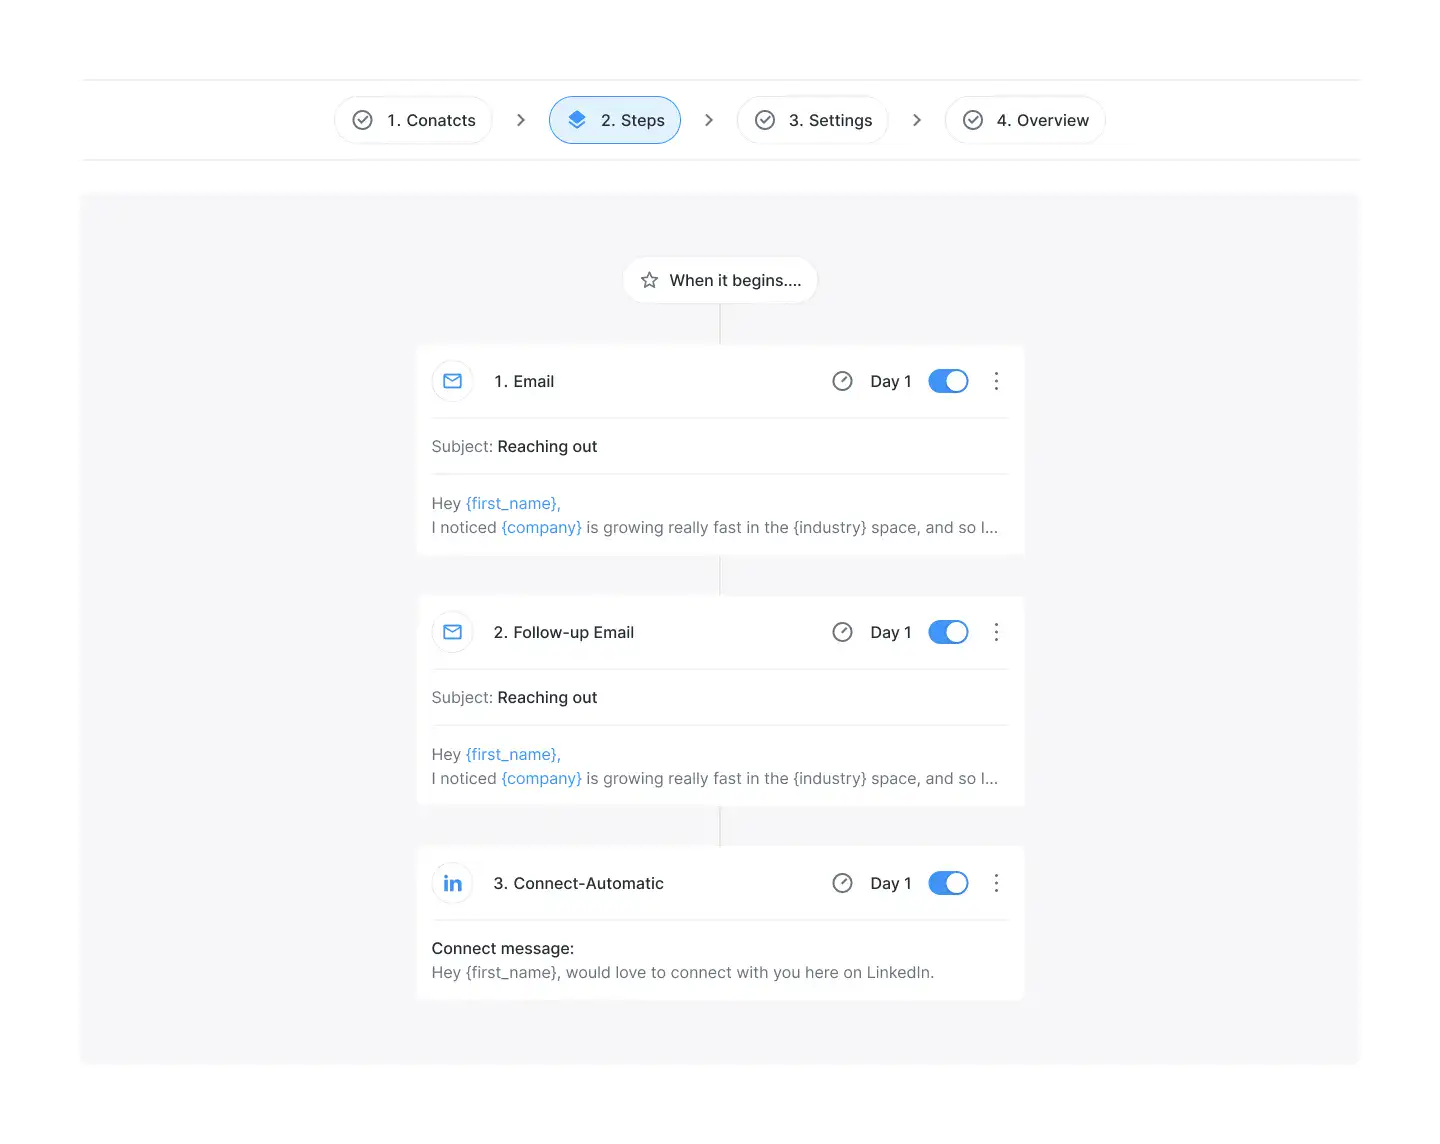 1. Conatcts
2. Steps
3. Settings
4. Overview
When it begins....
1. Email
Day 1
Subject: Reaching out
Hey {first_name},
I noticed {company} is growing really fast in the {industry} space, and so I...
2. Follow-up Email
Day 1
Subject: Reaching out
Hey {first_name},
I noticed {company} is growing really fast in the {industry} space, and so I...
in
3. Connect-Automatic
Day 1
Connect message:
Hey {first_name}, would love to connect with you here on LinkedIn.